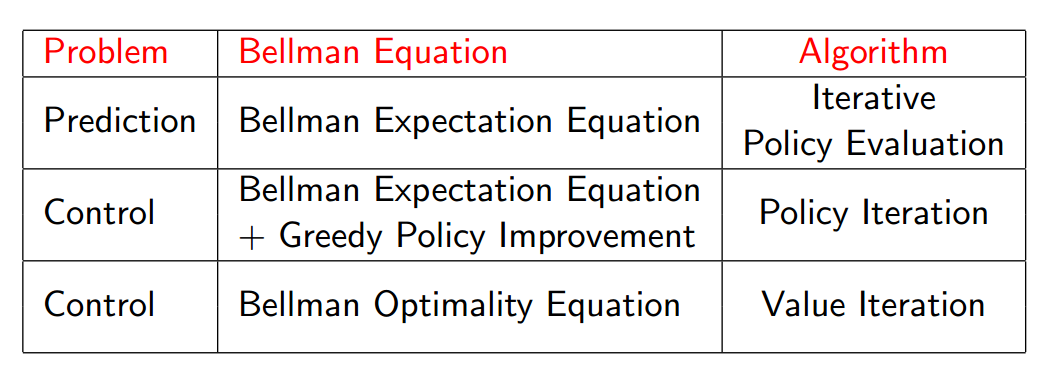 Problem Bellman Equation Algorithm
Prediction Bellman Expectation Equation Iterative
Policy Evaluation
Control Bellman Expectation Equation
+ Greedy Policy Improvement Policy Iteration
Control Bellman Optimality Equation Value Iteration